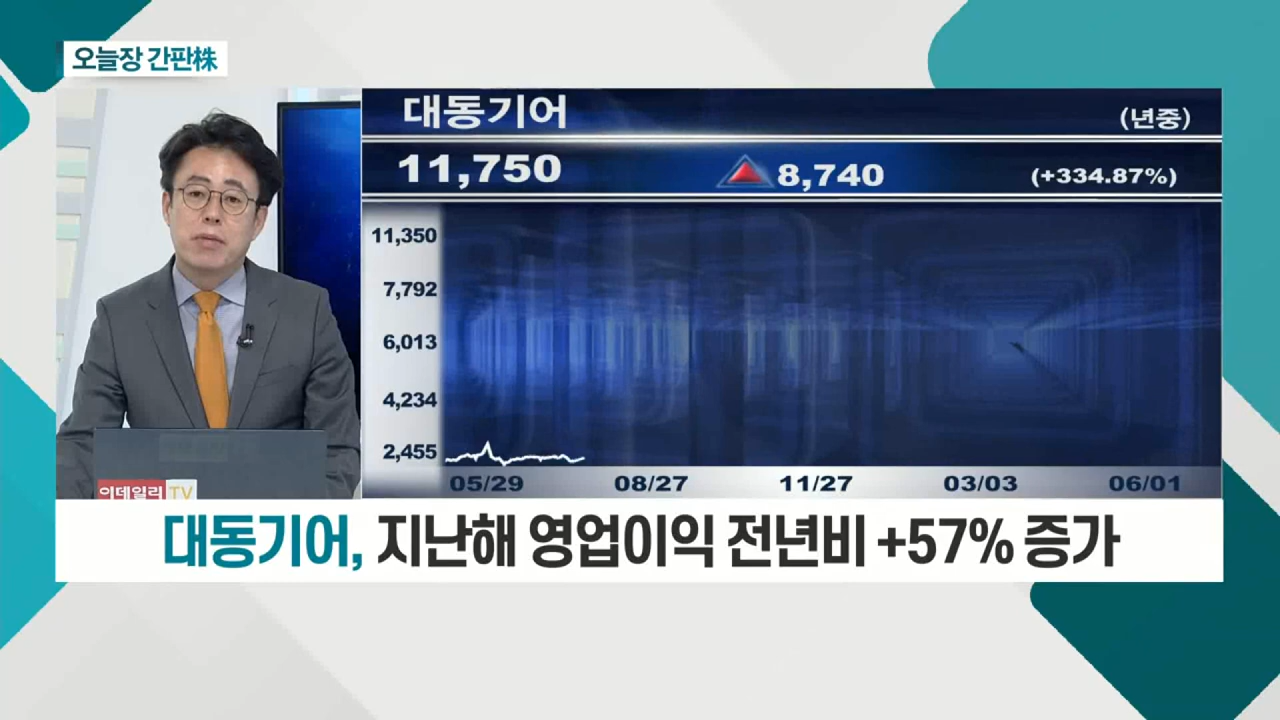 오늘장 간판株
대동기어
(년중)
11,750
8,740
(+334.87%)
11,350
7,792
6,013
4,234
2,455
05/29
08/27
11/27
03/03
06/01
이데일리 TV
대동기어, 지난해 영업이익 전년비 +57% 증가